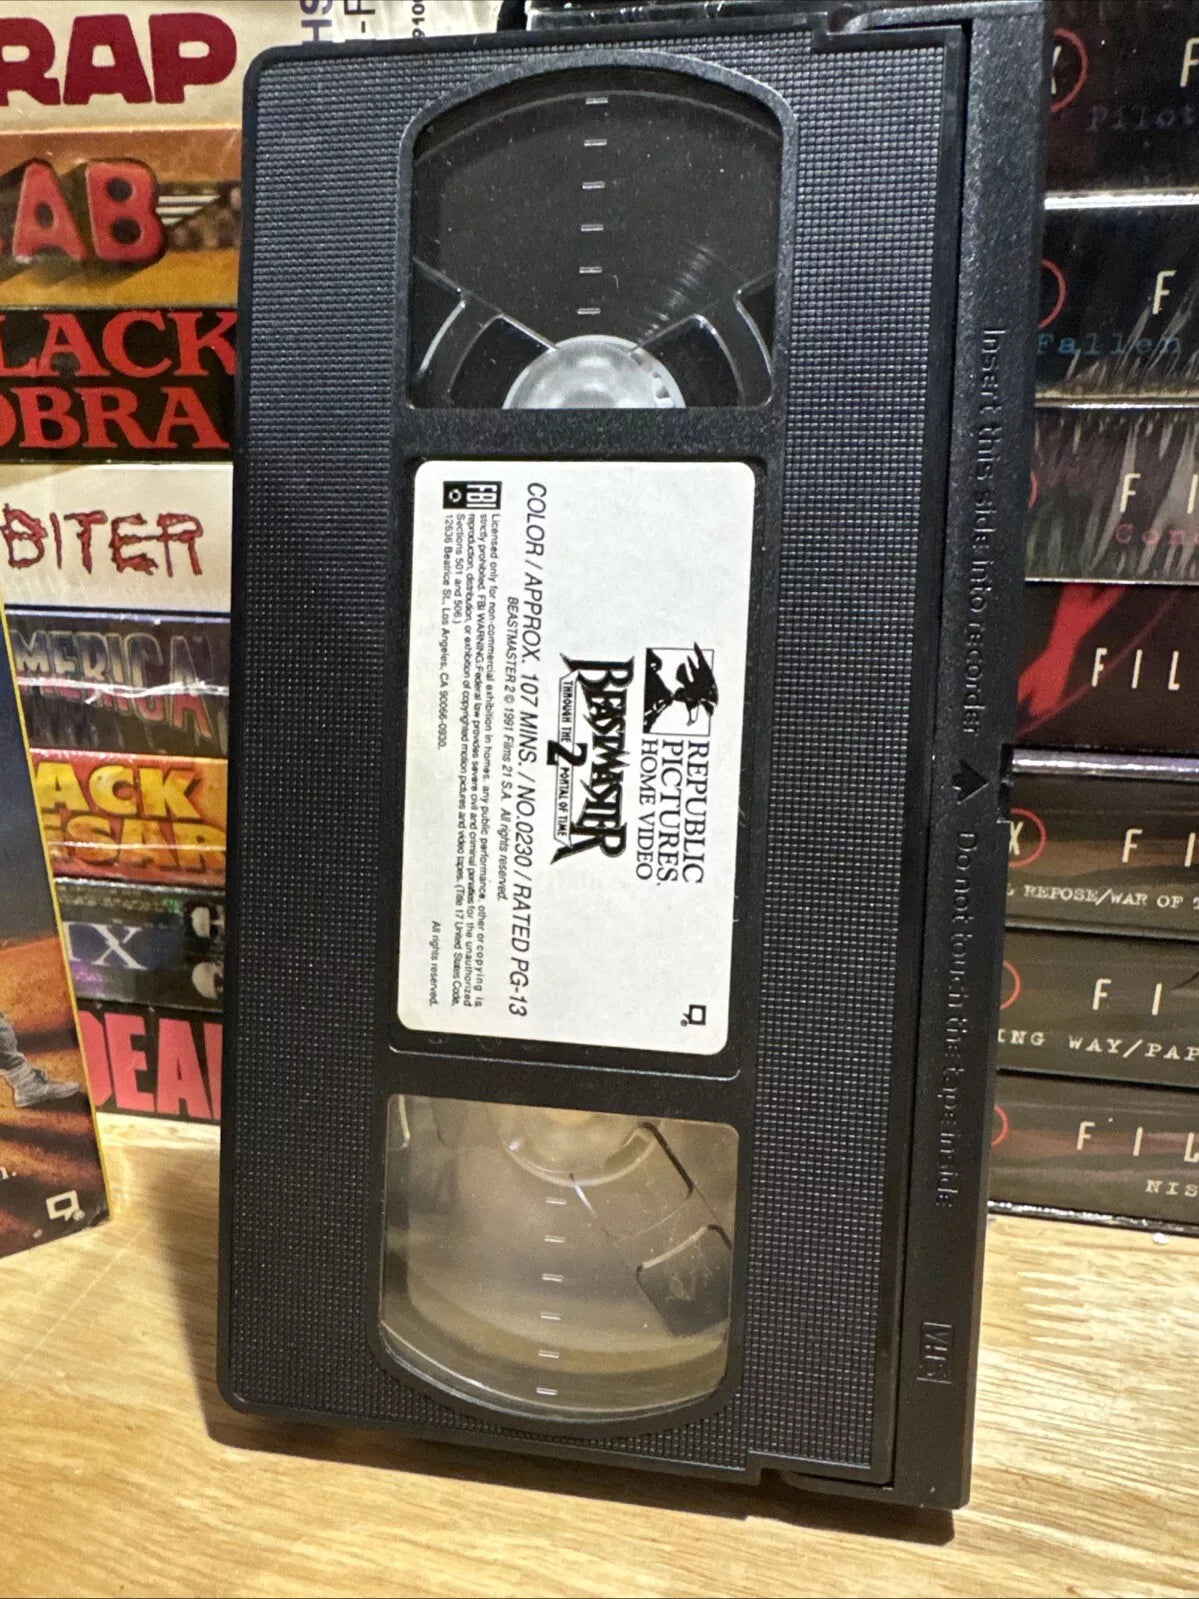 REPUBLIC
PICTURES
HOME VIDEO
BEASTMASTER
2
THROUGH THE PORTAL OF TIME
COLOR / APPROX. 107 MINS. / NO.0230 / RATED PG-13
BEASTMASTER 2 © 1991 Films 21 S.A. All rights reserved.
FBI
Licensed only for non-commercial exhibition in homes, any public performance, other or copying is
strictly prohibited. FBI WARNING: Federal law provides severe civil and criminal penalties for the unauthorized
reproduction, distribution, or exhibition of copyrighted motion pictures and video tapes. (Title 17 United States Code,
Sections 501 and 506.)
12636 Beatrice St., Los Angeles, CA 90066-0930.
All rights reserved.
Insert this side into recorder
Do not touch the tape inside
VHS
RAP
AB
LACK
OBRA
BITER
MERICA
ACK
ESAR
IX
DEA
F
Pilot
F
Fallen
F I
Con
FIL
X
F I
L REPOSE/WAR OF T
F I
ING WAY/PAP
F I L
NIS